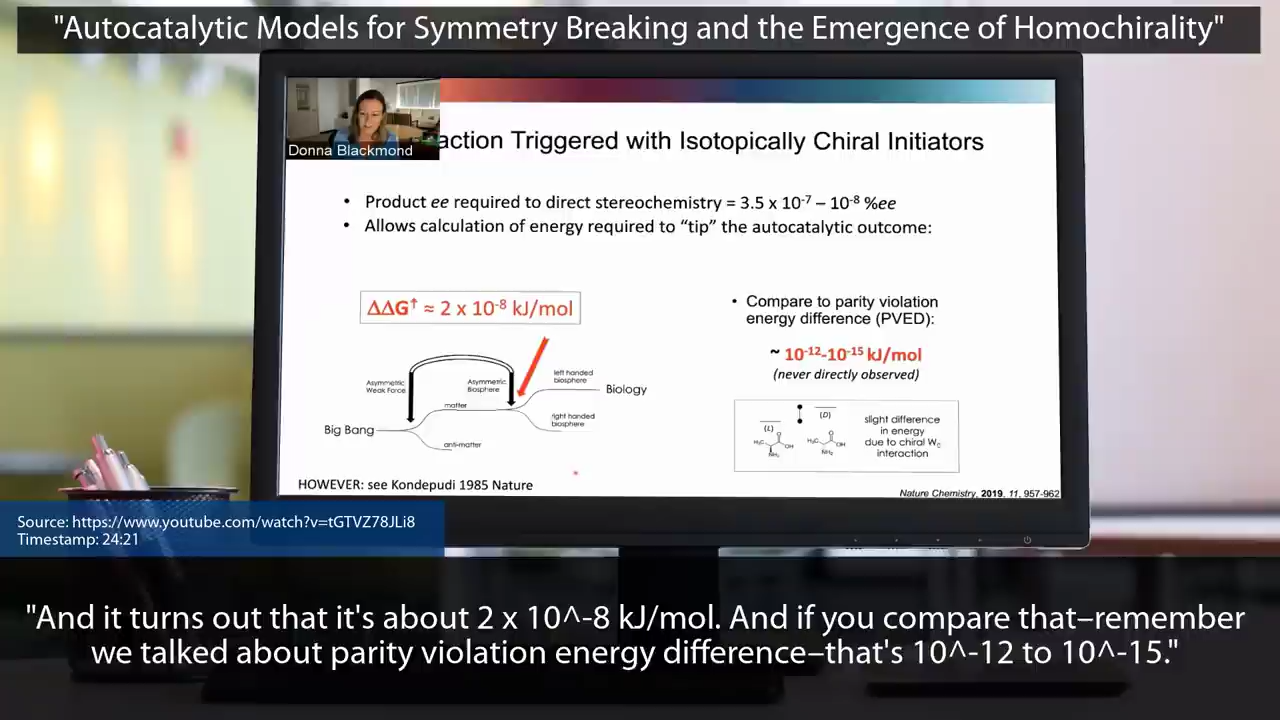 "Autocatalytic Models for Symmetry Breaking and the Emergence of Homochirality"
Donna Blackmond
action Triggered with Isotopically Chiral Initiators
• Product ee required to direct stereochemistry = 3.5 x 10⁻⁷ – 10⁻⁸ %ee
• Allows calculation of energy required to “tip” the autocatalytic outcome:
ΔΔG↑ ≈ 2 x 10⁻⁸ kJ/mol
Asymmetric
Weak Force
Asymmetric
Biosphere
left handed
biosphere
Biology
matter
right handed
biosphere
Big Bang
anti-matter
HOWEVER: see Kondepudi 1985 Nature
• Compare to parity violation
energy difference (PVED):
~ 10⁻¹²-10⁻¹⁵ kJ/mol
(never directly observed)
(L)
(D)
H₃C
OH
NH₂
H₃C
OH
NH₂
slight difference
in energy
due to chiral W
interaction
Nature Chemistry, 2019, 11, 957-962
Source: https://www.youtube.com/watch?v=tGTVZ78JLi8
Timestamp: 24:21
"And it turns out that it's about 2 x 10^-8 kJ/mol. And if you compare that–remember
we talked about parity violation energy difference–that's 10^-12 to 10^-15."